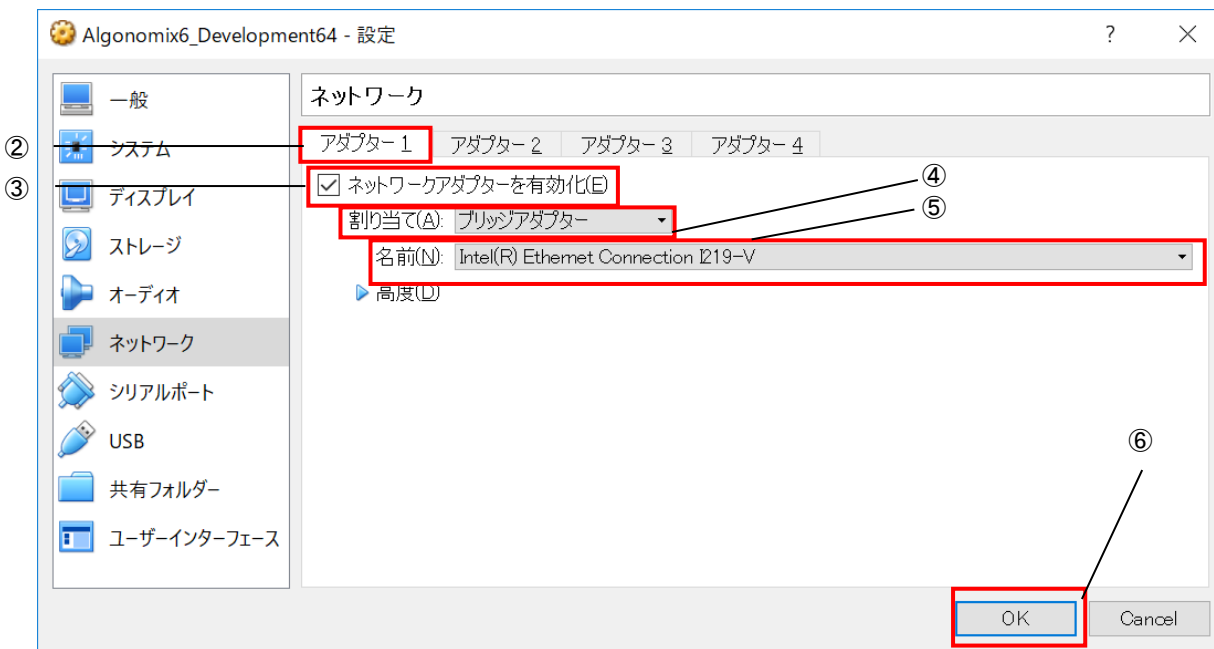 Algonomix6_Development64 - 設定 ?
一般
ネットワーク
② システム
アダプター 1 アダプター 2 アダプター 3 アダプター 4
③ ディスプレイ
ネットワークアダプターを有効化(E) ④
割り当て(A): ブリッジアダプター ⑤
ストレージ
名前(N): Intel(R) Ethernet Connection I219-V
オーディオ
高度(D)
ネットワーク
シリアルポート
USB
⑥
共有フォルダー
ユーザーインターフェース
OK Cancel